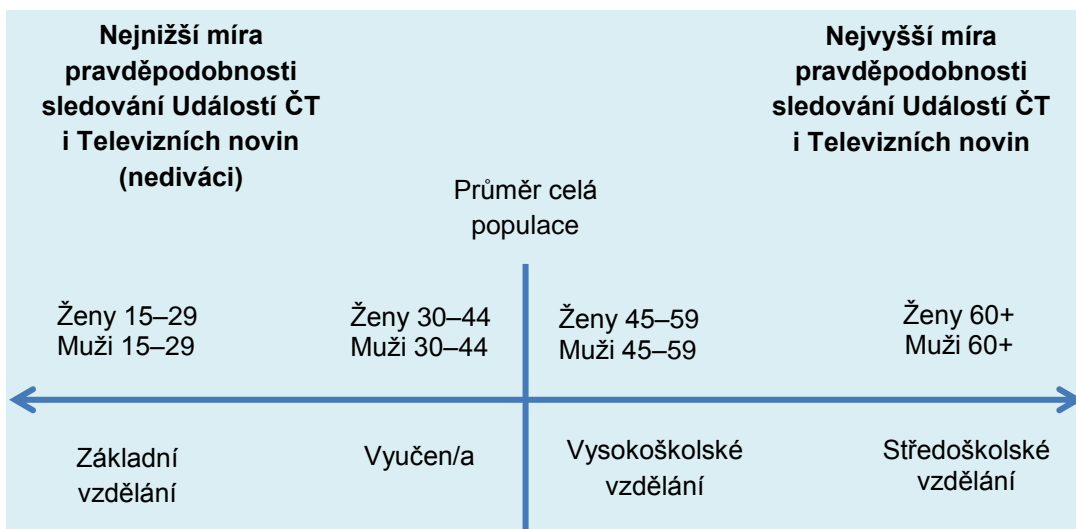 Nejnižší míra
pravděpodobnosti
sledování Událostí ČT
i Televizních novin
(nediváci)
Nejvyšší míra
pravděpodobnosti
sledování Událostí ČT
i Televizních novin
Průměr celá
populace
Ženy 15–29
Muži 15–29
Ženy 30–44
Muži 30–44
Ženy 45–59
Muži 45–59
Ženy 60+
Muži 60+
Základní
vzdělání
Vyučen/a
Vysokoškolské
vzdělání
Středoškolské
vzdělání